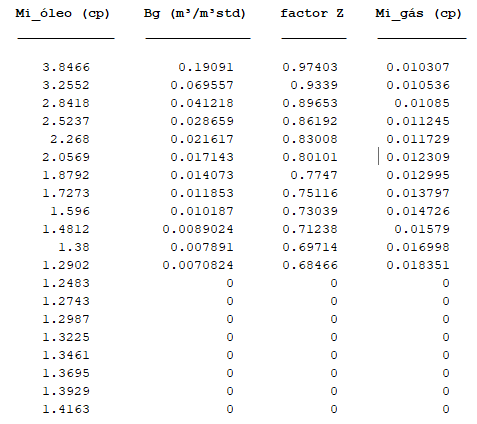 Mi_óleo (cp) Bg (m³/m³std) factor Z Mi_gás (cp)
3.8466 0.19091 0.97403 0.010307
3.2552 0.069557 0.9339 0.010536
2.8418 0.041218 0.89653 0.01085
2.5237 0.028659 0.86192 0.011245
2.268 0.021617 0.83008 0.011729
2.0569 0.017143 0.80101 0.012309
1.8792 0.014073 0.7747 0.012995
1.7273 0.011853 0.75116 0.013797
1.596 0.010187 0.73039 0.014726
1.4812 0.0089024 0.71238 0.01579
1.38 0.007891 0.69714 0.016998
1.2902 0.0070824 0.68466 0.018351
1.2483 0 0 0
1.2743 0 0 0
1.2987 0 0 0
1.3225 0 0 0
1.3461 0 0 0
1.3695 0 0 0
1.3929 0 0 0
1.4163 0 0 0